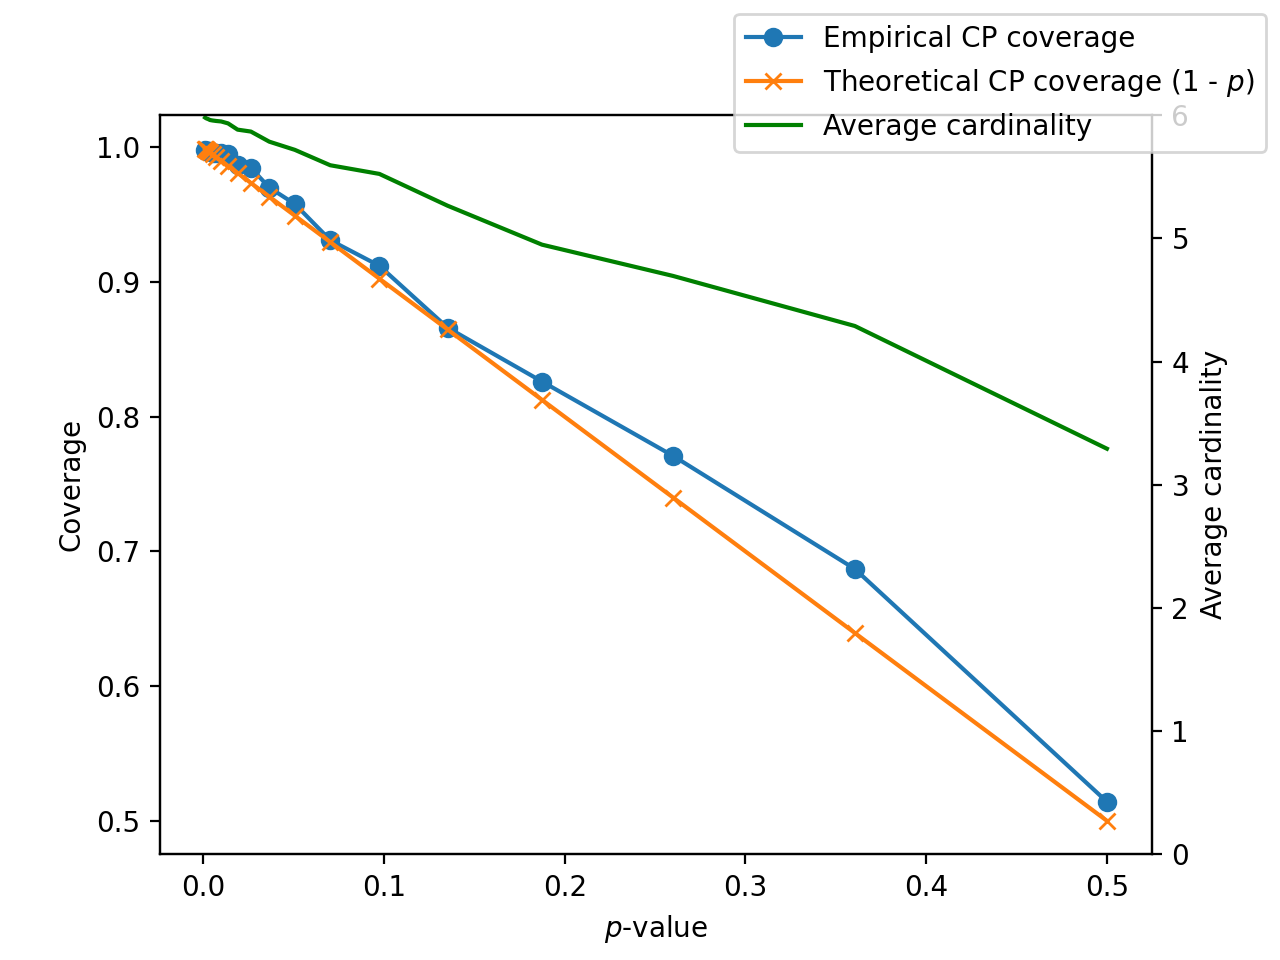 Empirical CP coverage
Theoretical CP coverage (1 - p)
Average cardinality
1.0
0.9
0.8
0.7
0.6
0.5
Coverage
6
5
4
3
2
1
0
Average cardinality
0.0 0.1 0.2 0.3 0.4 0.5
p-value